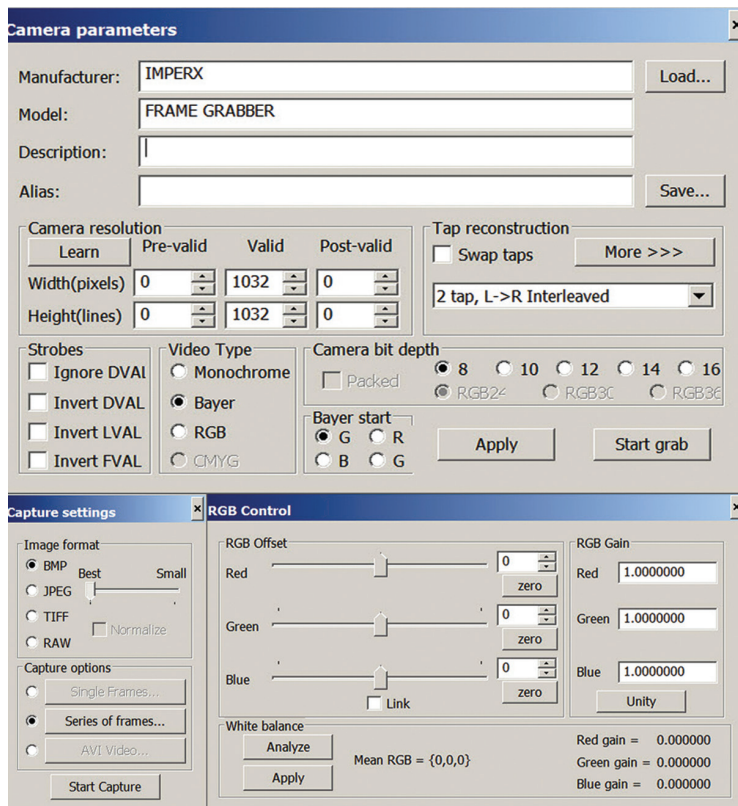 Camera parameters
Manufacturer: IMPERX Load...
Model: FRAME GRABBER
Description:
Alias: Save...
Camera resolution
Learn Pre-valid Valid Post-valid
Width(pixels) 0 1032 0
Height(lines) 0 1032 0
Tap reconstruction
Swap taps More >>>
2 tap, L->R Interleaved
Strobes
Ignore DVAL
Invert DVAL
Invert LVAL
Invert FVAL
Video Type
Monochrome
Bayer
RGB
CMYG
Camera bit depth
Packed 8 10 12 14 16
RGB24 RGB30 RGB36
Bayer start
G R
B G
Apply Start grab
Capture settings
Image format
BMP
JPEG
TIFF
RAW
Best Small
Normalize
Capture options
Single Frames...
Series of frames...
AVI Video...
Start Capture
RGB Control
RGB Offset
Red 0
zero
Green 0
zero
Blue 0
zero
Link
RGB Gain
Red 1.0000000
Green 1.0000000
Blue 1.0000000
Unity
White balance
Analyze
Apply
Mean RGB = {0,0,0}
Red gain = 0.000000
Green gain = 0.000000
Blue gain = 0.000000